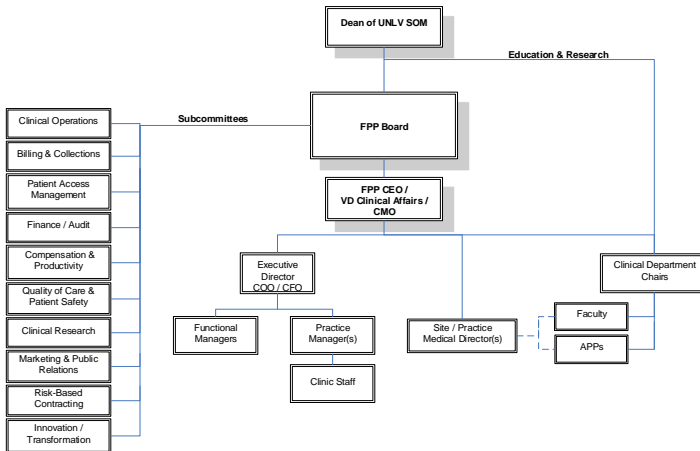 Dean of UNLV SOM
Education & Research
Subcommittees
FPP Board
Clinical Operations
Billing & Collections
Patient Access
Management
Finance / Audit
Compensation &
Productivity
Quality of Care &
Patient Safety
Clinical Research
Marketing & Public
Relations
Risk-Based
Contracting
Innovation /
Transformation
FPP CEO /
VD Clinical Affairs /
CMO
Executive
Director
COO / CFO
Clinical Department
Chairs
Functional
Managers
Practice
Manager(s)
Clinic Staff
Site / Practice
Medical Director(s)
Faculty
APPs